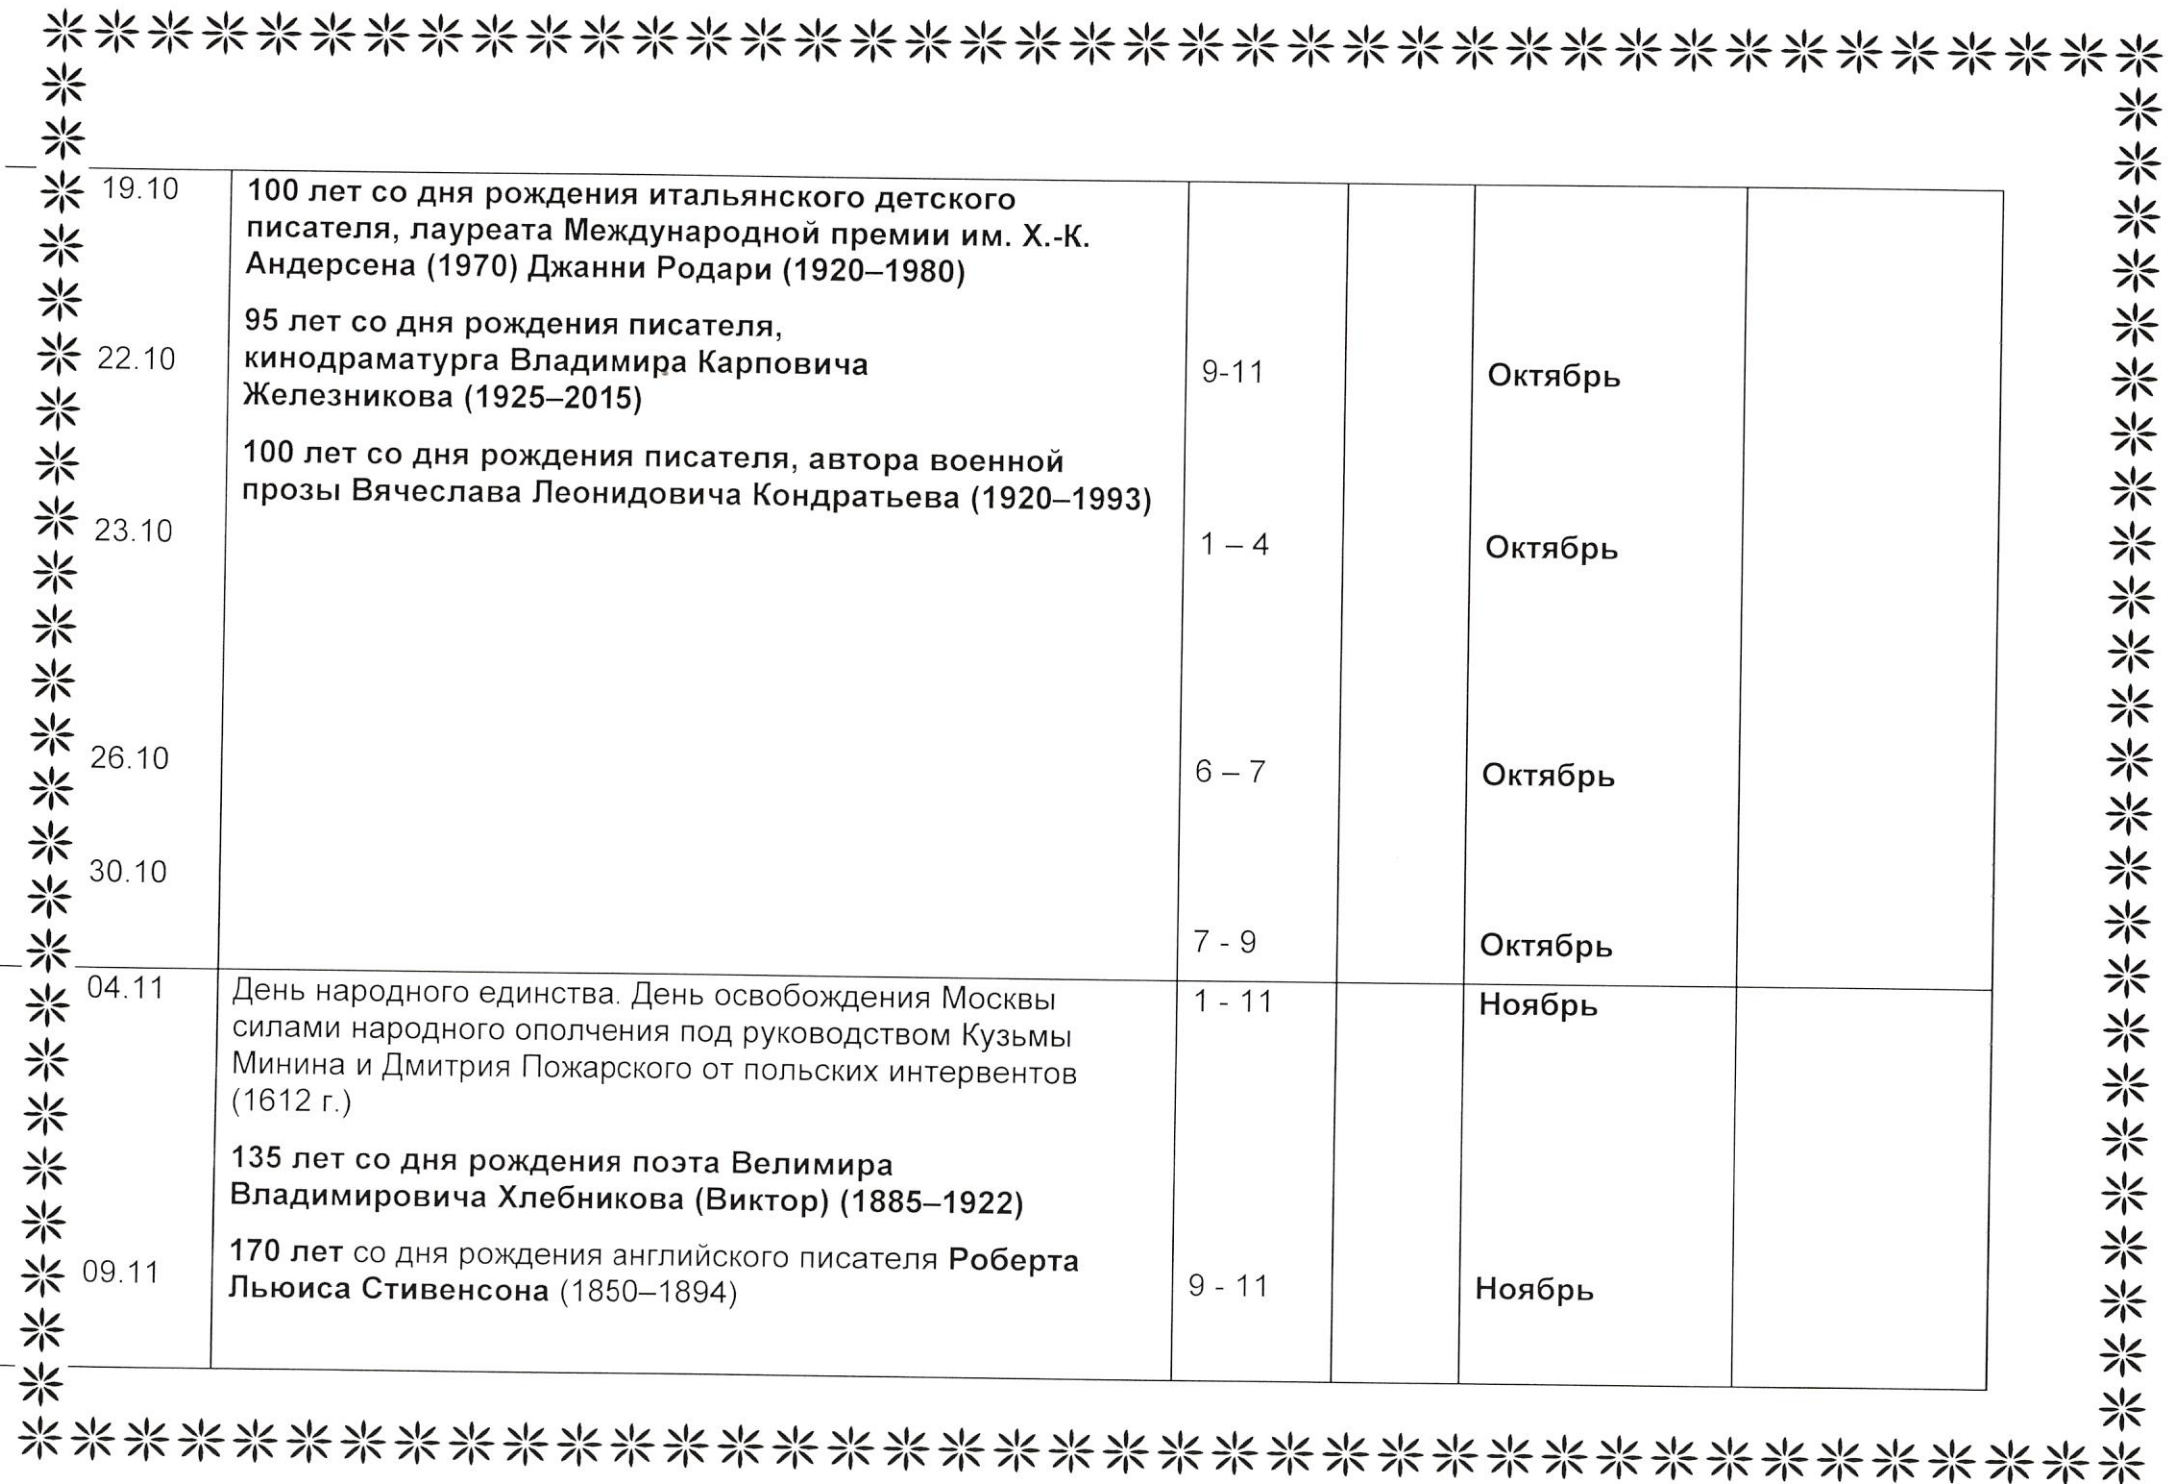 19.10
100 лет со дня рождения итальянского детского
писателя, лауреата Международной премии им. Х.-К.
Андерсена (1970) Джанни Родари (1920–1980)
95 лет со дня рождения писателя,
22.10
кинодраматурга Владимира Карповича
9-11
Октябрь
Железникова (1925–2015)
100 лет со дня рождения писателя, автора военной
прозы Вячеслава Леонидовича Кондратьева (1920–1993)
23.10
1 – 4
Октябрь
26.10
6 – 7
Октябрь
30.10
7 - 9
Октябрь
04.11
День народного единства. День освобождения Москвы
1 - 11
Ноябрь
силами народного ополчения под руководством Кузьмы
Минина и Дмитрия Пожарского от польских интервентов
(1612 г.)
135 лет со дня рождения поэта Велимира
Владимировича Хлебникова (Виктор) (1885–1922)
09.11
170 лет со дня рождения английского писателя Роберта
Льюиса Стивенсона (1850–1894)
9 - 11
Ноябрь